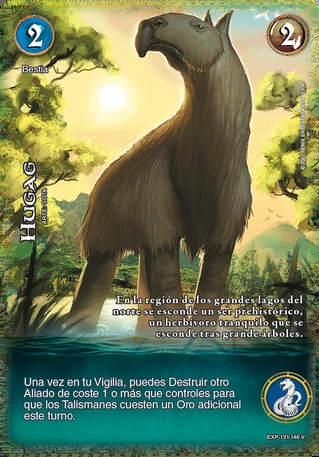 2
2
Bestia
Hugag
En la región de los grandes lagos del
norte se esconde un ser prehistórico,
un herbívoro tranquilo que se
esconde tras grande árboles.
Una vez en tu Vigilia, puedes Destruir otro
Aliado de coste 1 o más que controles para
que los Talismanes cuesten un Oro adicional
este turno.
EXP-131-146 V